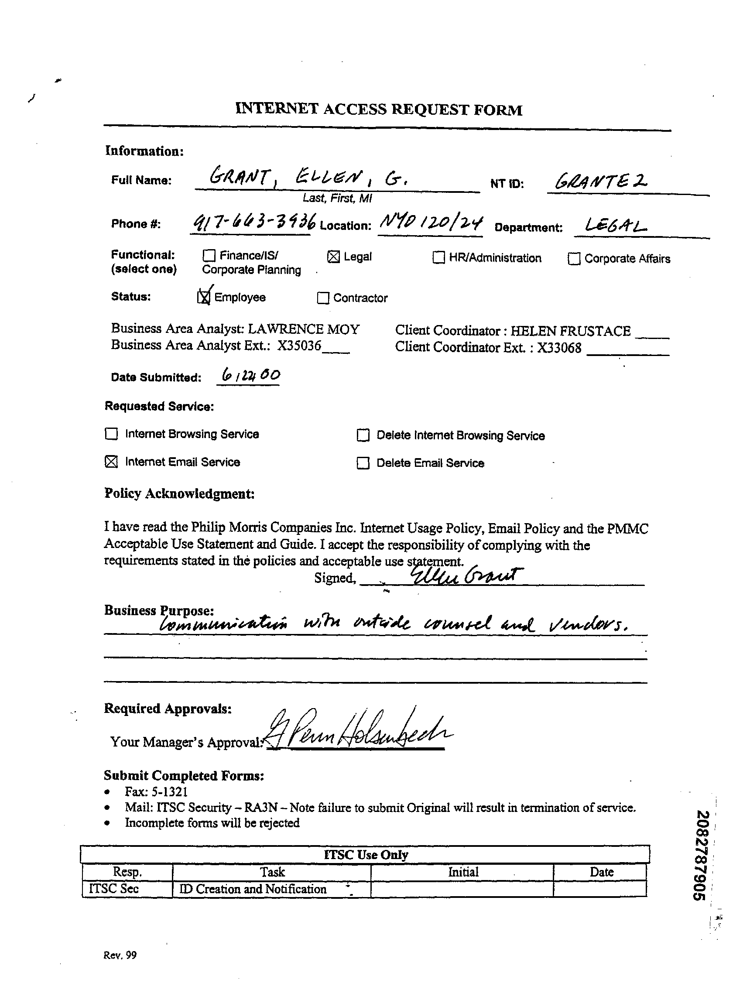 INTERNET ACCESS REQUEST FORM
Information:
Full Name: GRANT, ELLEN, G. NT ID: GRANTE2
Last, First, MI
Phone #: 917-663-3936 Location: NYO 120/24 Department: LEGAL
Functional: Finance/IS/ ☒ Legal ☐ HR/Administration ☐ Corporate Affairs
(select one) Corporate Planning
Status: ☒ Employee ☐ Contractor
Business Area Analyst: LAWRENCE MOY Client Coordinator : HELEN FRUSTACE
Business Area Analyst Ext.: X35036 Client Coordinator Ext. : X33068
Date Submitted: 6/22/00
Requested Service:
☐ Internet Browsing Service ☐ Delete Internet Browsing Service
☒ Internet Email Service ☐ Delete Email Service
Policy Acknowledgment:
I have read the Philip Morris Companies Inc. Internet Usage Policy, Email Policy and the PMMC
Acceptable Use Statement and Guide. I accept the responsibility of complying with the
requirements stated in the policies and acceptable use statement.
Signed, Ellen Grant
Business Purpose:
Communication with outside counsel and vendors.
Required Approvals:
Your Manager's Approval: G Penn Holsenbeck
Submit Completed Forms:
• Fax: 5-1321
• Mail: ITSC Security – RA3N – Note failure to submit Original will result in termination of service.
• Incomplete forms will be rejected
ITSC Use Only
Resp. Task Initial Date
ITSC Sec ID Creation and Notification
2082787905
Rev. 99